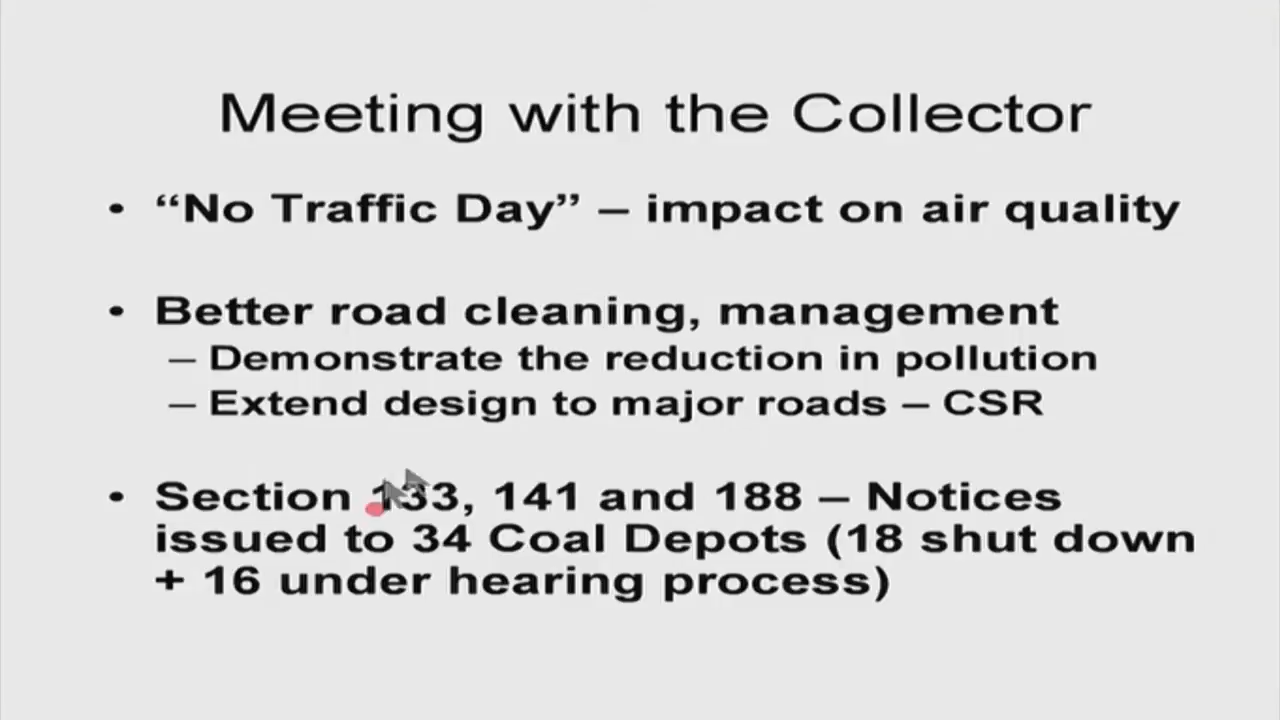 Meeting with the Collector
• “No Traffic Day” – impact on air quality
• Better road cleaning, management
– Demonstrate the reduction in pollution
– Extend design to major roads – CSR
• Section 133, 141 and 188 – Notices
issued to 34 Coal Depots (18 shut down
+ 16 under hearing process)